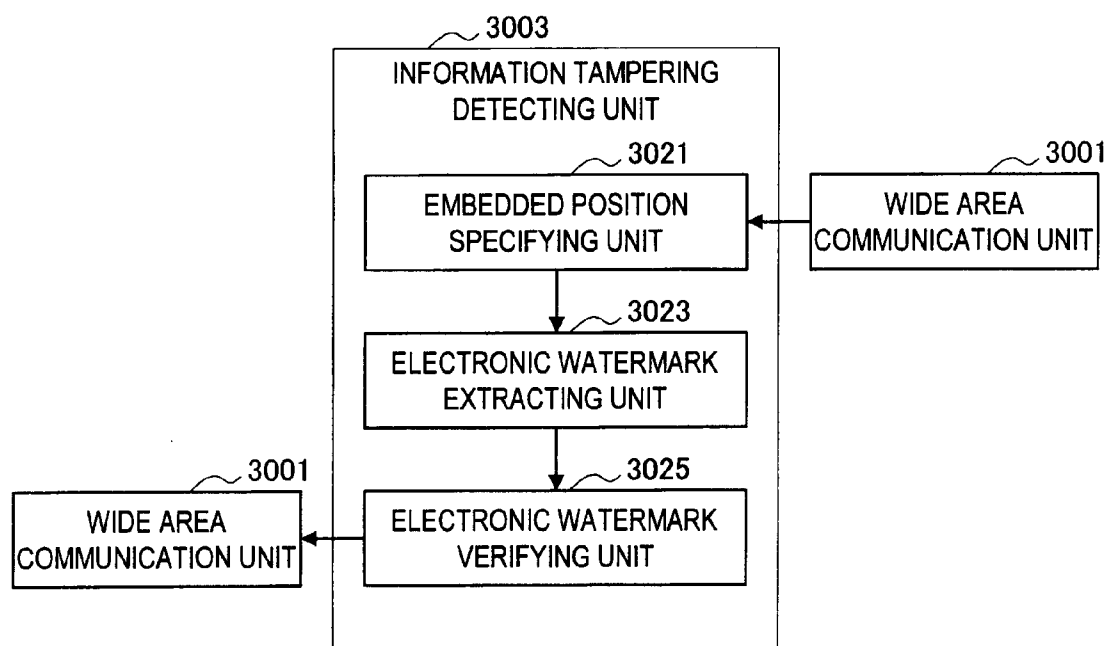 3003
INFORMATION TAMPERING
DETECTING UNIT
3021
EMBEDDED POSITION
SPECIFYING UNIT
3001
WIDE AREA
COMMUNICATION UNIT
3023
ELECTRONIC WATERMARK
EXTRACTING UNIT
3025
ELECTRONIC WATERMARK
VERIFYING UNIT
3001
WIDE AREA
COMMUNICATION UNIT